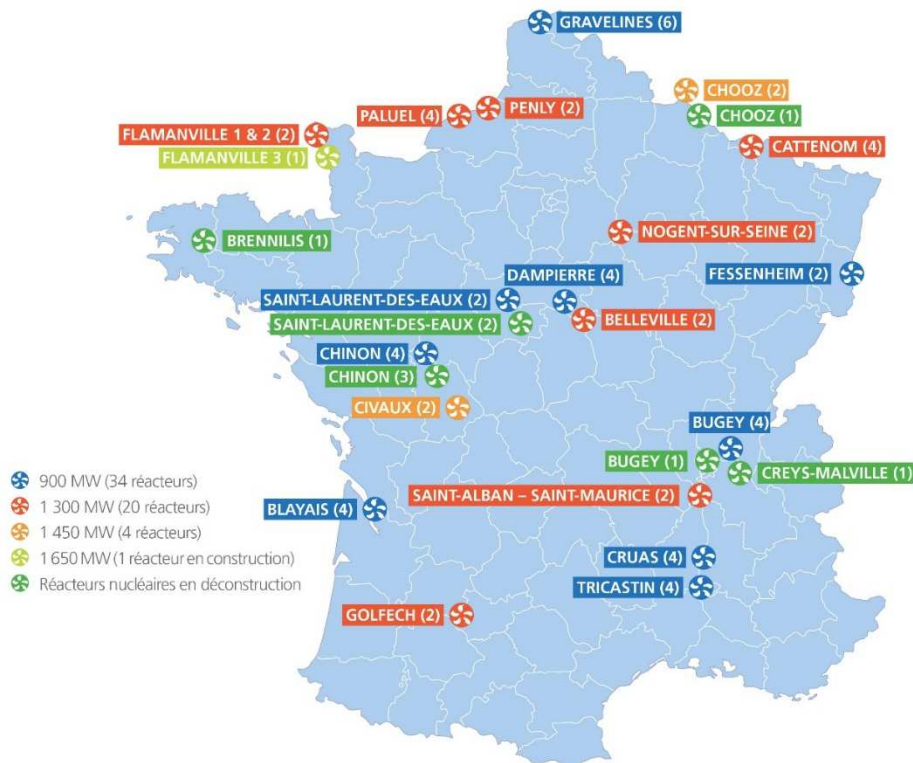 GRAVELINES (6)
CHOOZ (2)
PALUEL (4)
PENLY (2)
CHOOZ (1)
FLAMANVILLE 1 & 2 (2)
CATTENOM (4)
FLAMANVILLE 3 (1)
NOGENT-SUR-SEINE (2)
BRENNILIS (1)
DAMPIERRE (4)
FESSENHEIM (2)
SAINT-LAURENT-DES-EAUX (2)
BELLEVILLE (2)
SAINT-LAURENT-DES-EAUX (2)
CHINON (4)
CHINON (3)
CIVAUX (2)
BUGEY (4)
BUGEY (1)
CREYS-MALVILLE (1)
SAINT-ALBAN – SAINT-MAURICE (2)
BLAYAIS (4)
CRUAS (4)
TRICASTIN (4)
GOLFECH (2)
900 MW (34 réacteurs)
1 300 MW (20 réacteurs)
1 450 MW (4 réacteurs)
1 650 MW (1 réacteur en construction)
Réacteurs nucléaires en déconstruction